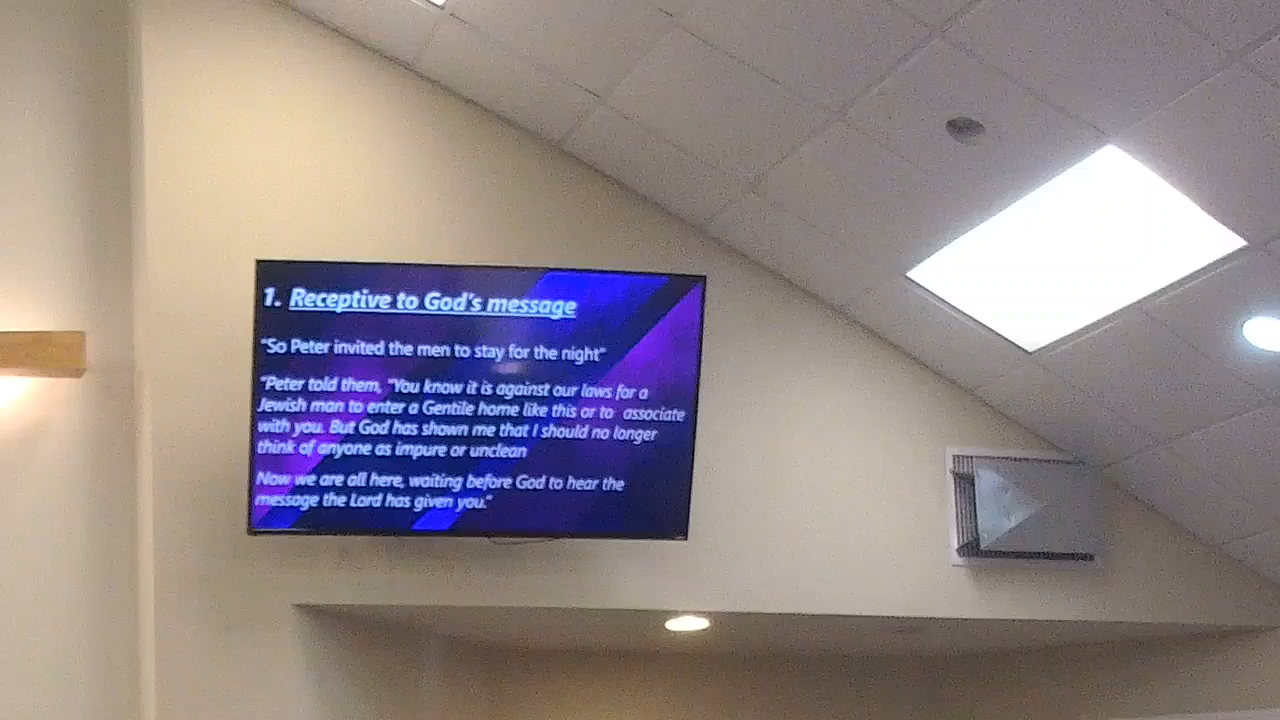 1. Receptive to God's message
"So Peter invited the men to stay for the night"
"Peter told them, "You know it is against our laws for a
Jewish man to enter a Gentile home like this or to associate
with you. But God has shown me that I should no longer
think of anyone as impure or unclean
Now we are all here, waiting before God to hear the
message the Lord has given you."